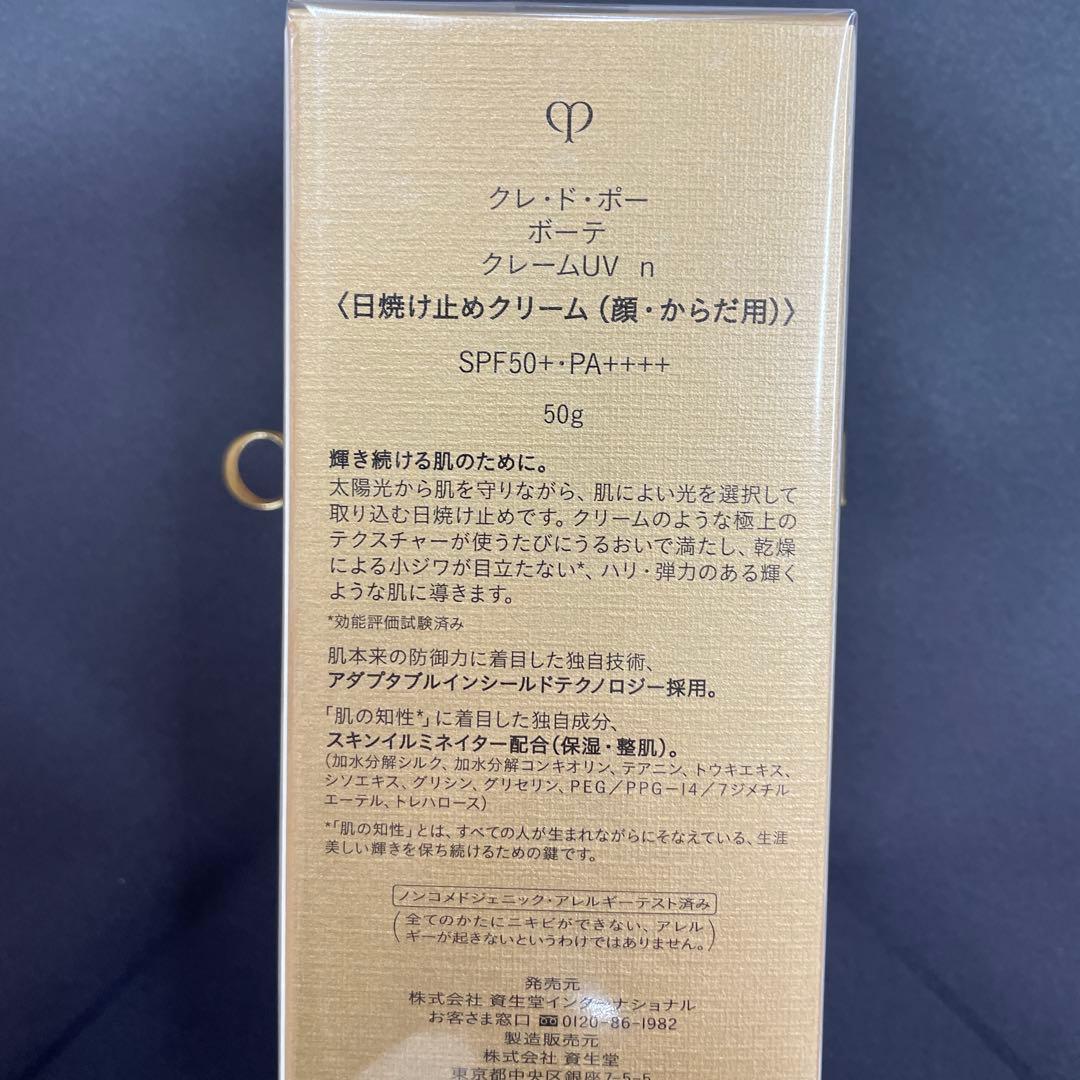 クレ・ド・ポー
ボーテ
クレームUV n
〈日焼け止めクリーム（顔・からだ用）〉
SPF50+・PA++++
50g
輝き続ける肌のために。
太陽光から肌を守りながら、肌によい光を選択して
取り込む日焼け止めです。クリームのような極上の
テクスチャーが使うたびにうるおいで満たし、乾燥
による小ジワが目立たない*、ハリ・弾力のある輝く
ような肌に導きます。
*効能評価試験済み
肌本来の防御力に着目した独自技術、
アダプタブルインシールドテクノロジー採用。
「肌の知性*」に着目した独自成分、
スキンイルミネイター配合（保湿・整肌）。
（加水分解シルク、加水分解コンキオリン、テアニン、トウキエキス、
シソエキス、グリシン、グリセリン、PEG／PPG－14／7ジメチル
エーテル、トレハロース）
*「肌の知性」とは、すべての人が生まれながらにそなえている、生涯
美しい輝きを保ち続けるための鍵です。
ノンコメドジェニック・アレルギーテスト済み
（全てのかたにニキビができない、アレル
ギーが起きないというわけではありません。）
発売元
株式会社 資生堂インターナショナル
お客さま窓口 0120-86-1982
製造販売元
株式会社 資生堂
東京都中央区銀座7-5-5